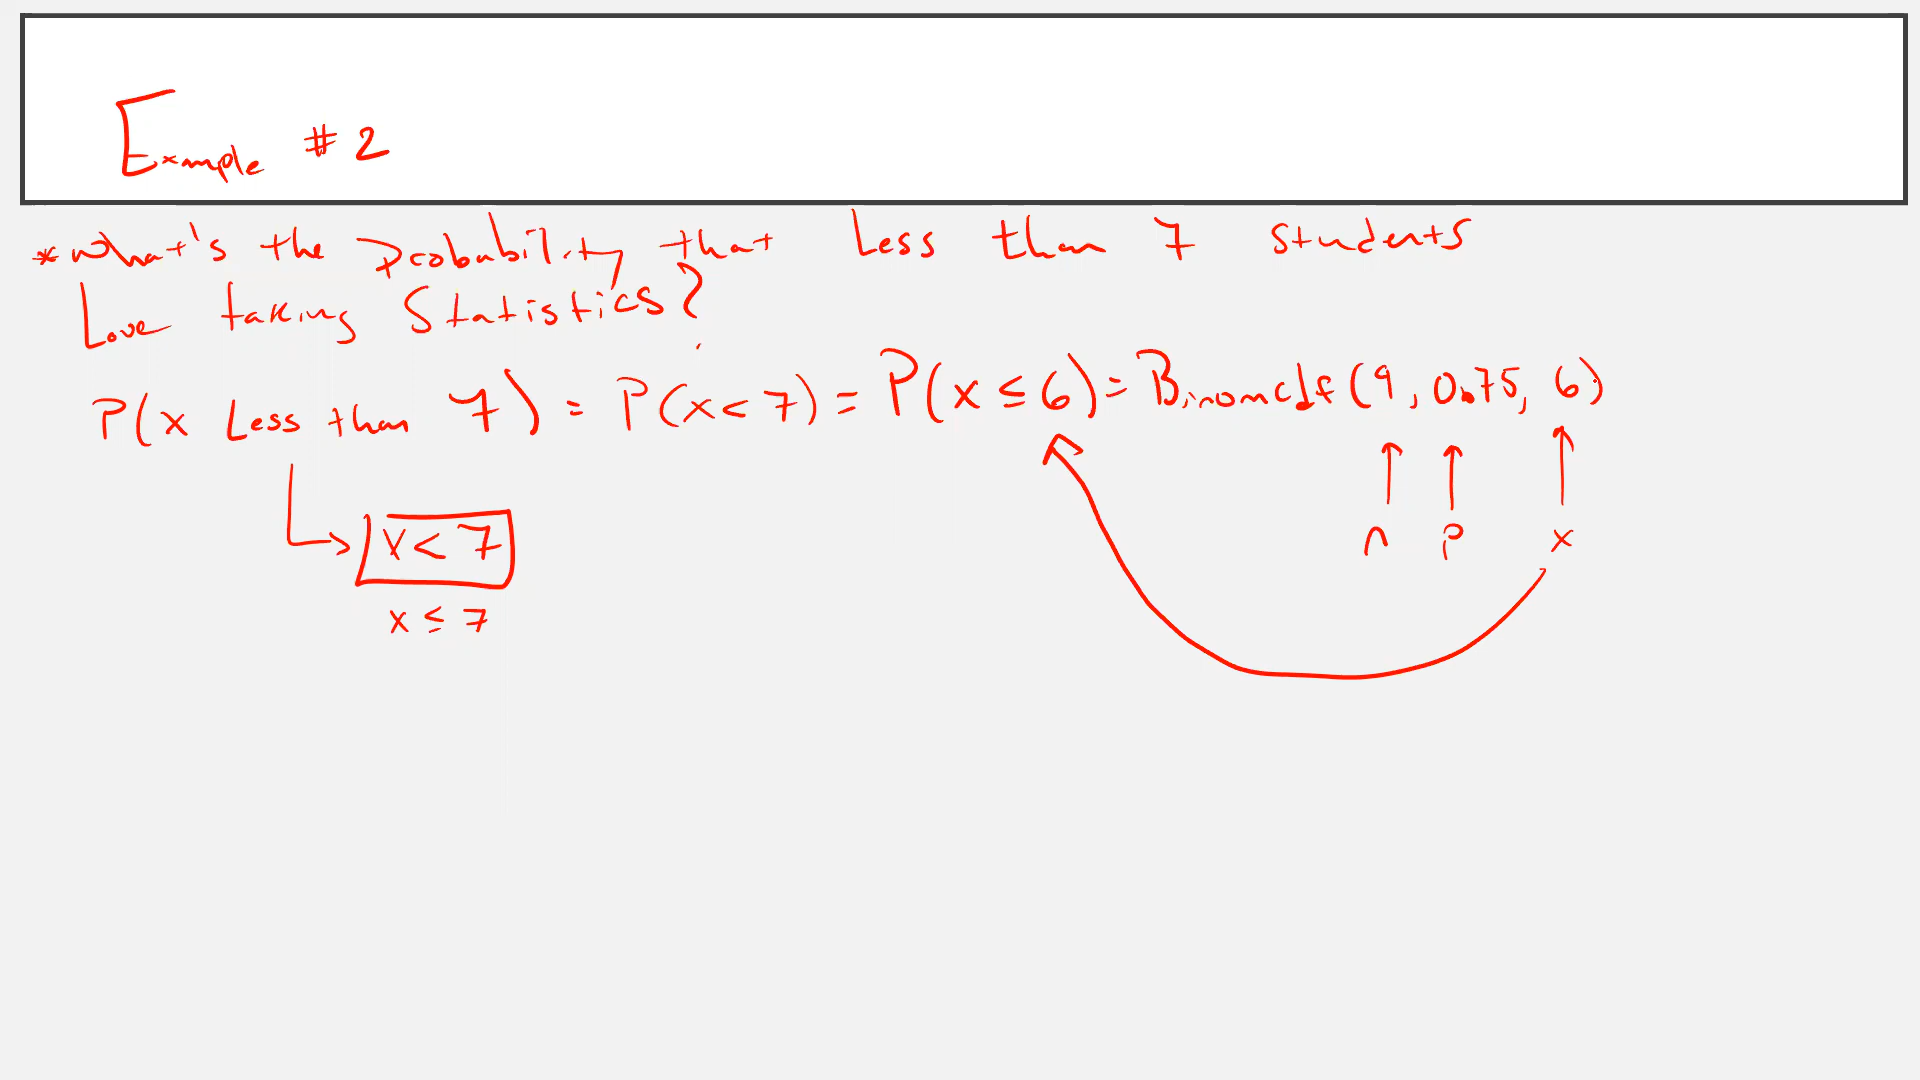 Example #2
*What's the probability that Less than 7 students
Love taking Statistics?
P(x Less than 7) = P(x<7) = P(x ≤ 6) = Binomcdf(9, 0.75, 6)
x < 7
n P x
x ≤ 7